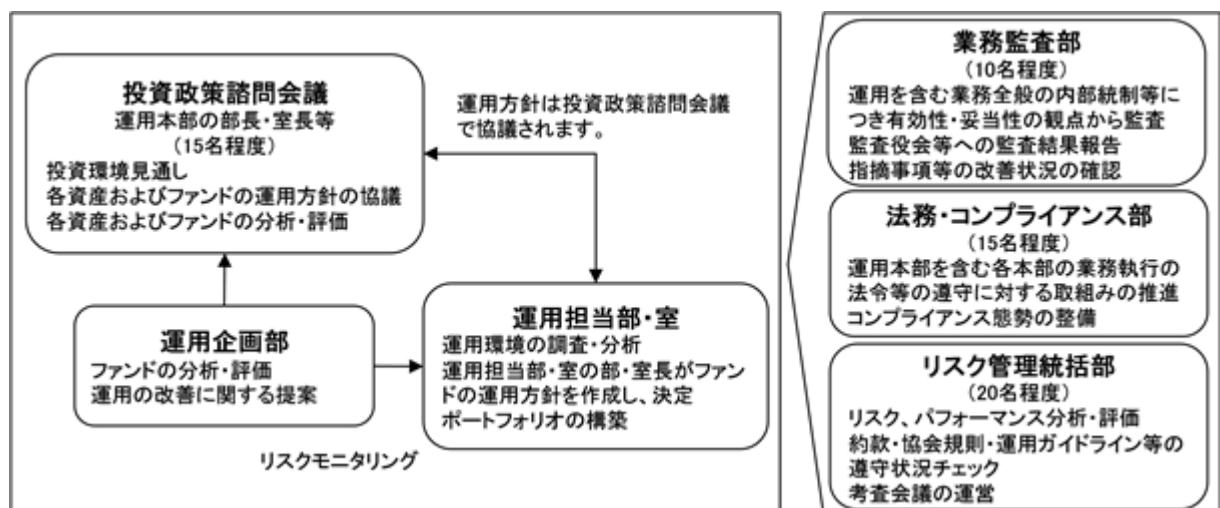 投資政策諮問会議
運用本部の部長・室長等
(15名程度)
投資環境見通し
各資産およびファンドの運用方針の協議
各資産およびファンドの分析・評価
運用方針は投資政策諮問会議
で協議されます。
運用企画部
ファンドの分析・評価
運用の改善に関する提案
運用担当部・室
運用環境の調査・分析
運用担当部・室の部・室長がファン
ドの運用方針を作成し、決定
ポートフォリオの構築
リスクモニタリング
業務監査部
(10名程度)
運用を含む業務全般の内部統制等に
つき有効性・妥当性の観点から監査
監査役会等への監査結果報告
指摘事項等の改善状況の確認
法務・コンプライアンス部
(15名程度)
運用本部を含む各本部の業務執行の
法令等の遵守に対する取組みの推進
コンプライアンス態勢の整備
リスク管理統括部
(20名程度)
リスク、パフォーマンス分析・評価
約款・協会規則・運用ガイドライン等の
遵守状況チェック
考査会議の運営